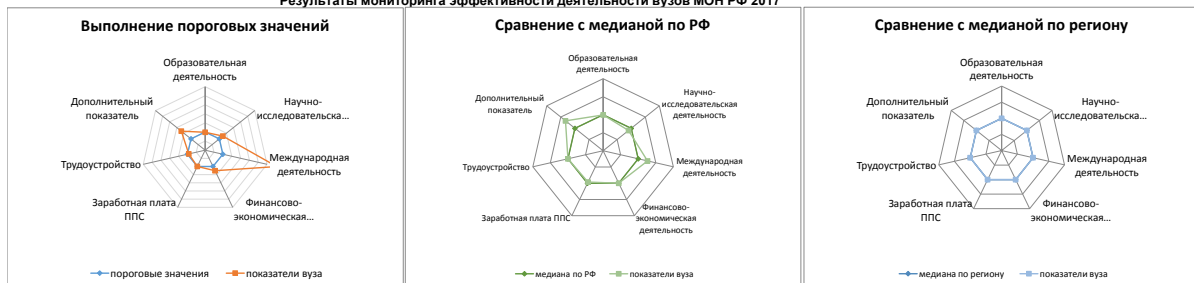 Результаты мониторинга эффективности деятельности вузов МОН РФ 2017
Выполнение пороговых значений
Образовательная
деятельность
Дополнительный
показатель
Научно-
исследовательска...
Трудоустройство
Международная
деятельность
Заработная плата
ППС
Финансово-
экономическая...
пороговые значения
показатели вуза
Сравнение с медианой по РФ
Образовательная
деятельность
Дополнительный
показатель
Научно-
исследовательская
деятельность
Трудоустройство
Международная
деятельность
Заработная плата ППС
Финансово-
экономическая
деятельность
медиана по РФ
показатели вуза
Сравнение с медианой по региону
Образовательная
деятельность
Дополнительный
показатель
Научно-
исследовательска...
Трудоустройство
Международная
деятельность
Заработная плата
ППС
Финансово-
экономическая...
медиана по региону
показатели вуза